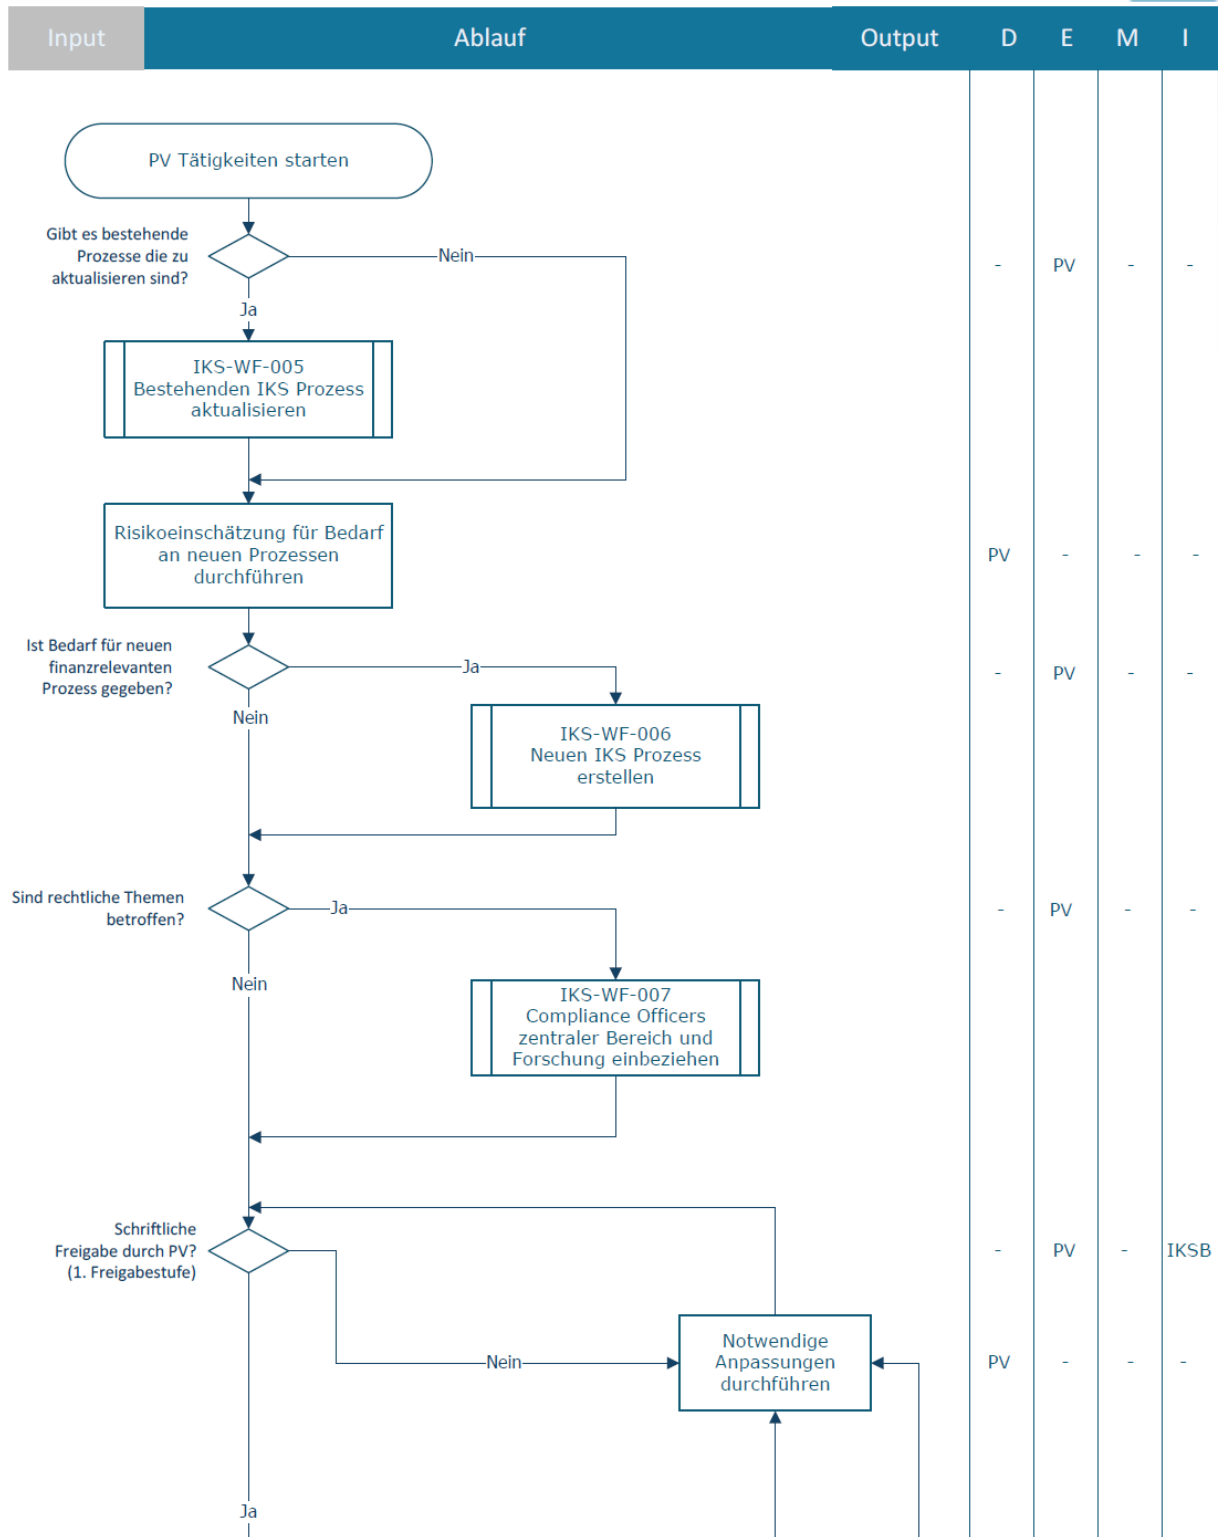 Input Ablauf Output D E M I
PV Tätigkeiten starten
Gibt es bestehende
Prozesse die zu
aktualisieren sind?
Nein
- PV - -
Ja
IKS-WF-005
Bestehenden IKS Prozess
aktualisieren
Risikoeinschätzung für Bedarf
an neuen Prozessen
durchführen
PV - - -
Ist Bedarf für neuen
finanzrelevanten
Prozess gegeben?
Ja
- PV - -
Nein
IKS-WF-006
Neuen IKS Prozess
erstellen
Sind rechtliche Themen
betroffen?
Ja
- PV - -
Nein
IKS-WF-007
Compliance Officers
zentraler Bereich und
Forschung einbeziehen
Schriftliche
Freigabe durch PV?
(1. Freigabestufe)
- PV - IKSB
Nein
Notwendige
Anpassungen
durchführen
PV - - -
Ja